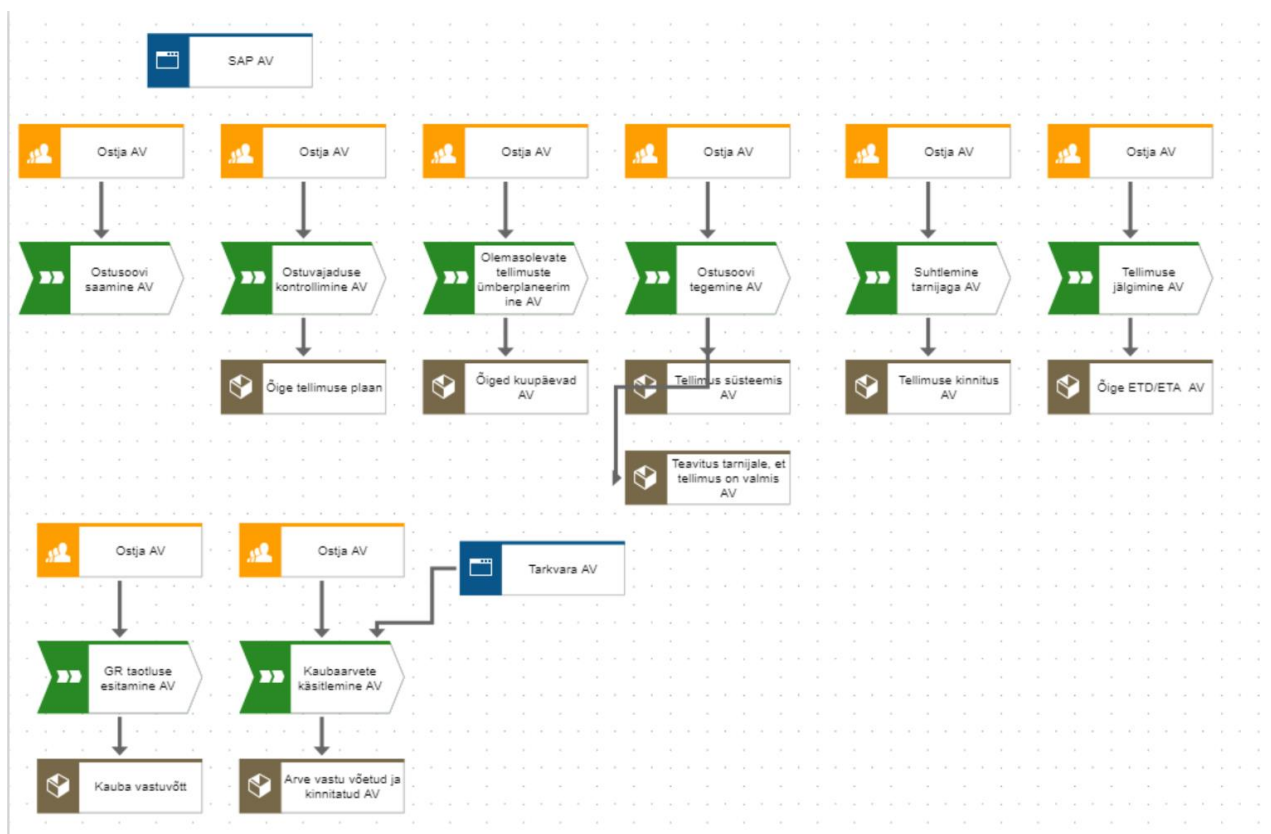 SAP AV
Ostja AV
Ostja AV
Ostja AV
Ostja AV
Ostja AV
Ostja AV
Ostusoovi
saamine AV
Ostuvajaduse
kontrollimine AV
Olemasolevate
tellimuste
ümberplaneerim
ine AV
Ostusoovi
tegemine AV
Suhtlemine
tarnijaga AV
Tellimuse
jälgimine AV
Õige tellimuse plaan
Õiged kuupäevad
AV
Tellimus süsteemis
AV
Tellimuse kinnitus
AV
Õige ETD/ETA AV
Teavitus tarnijale, et
tellimus on valmis
AV
Ostja AV
Ostja AV
Tarkvara AV
GR taotluse
esitamine AV
Kaubaarvete
käsitlemine AV
Kauba vastuvõtt
Arve vastu võetud ja
kinnitatud AV